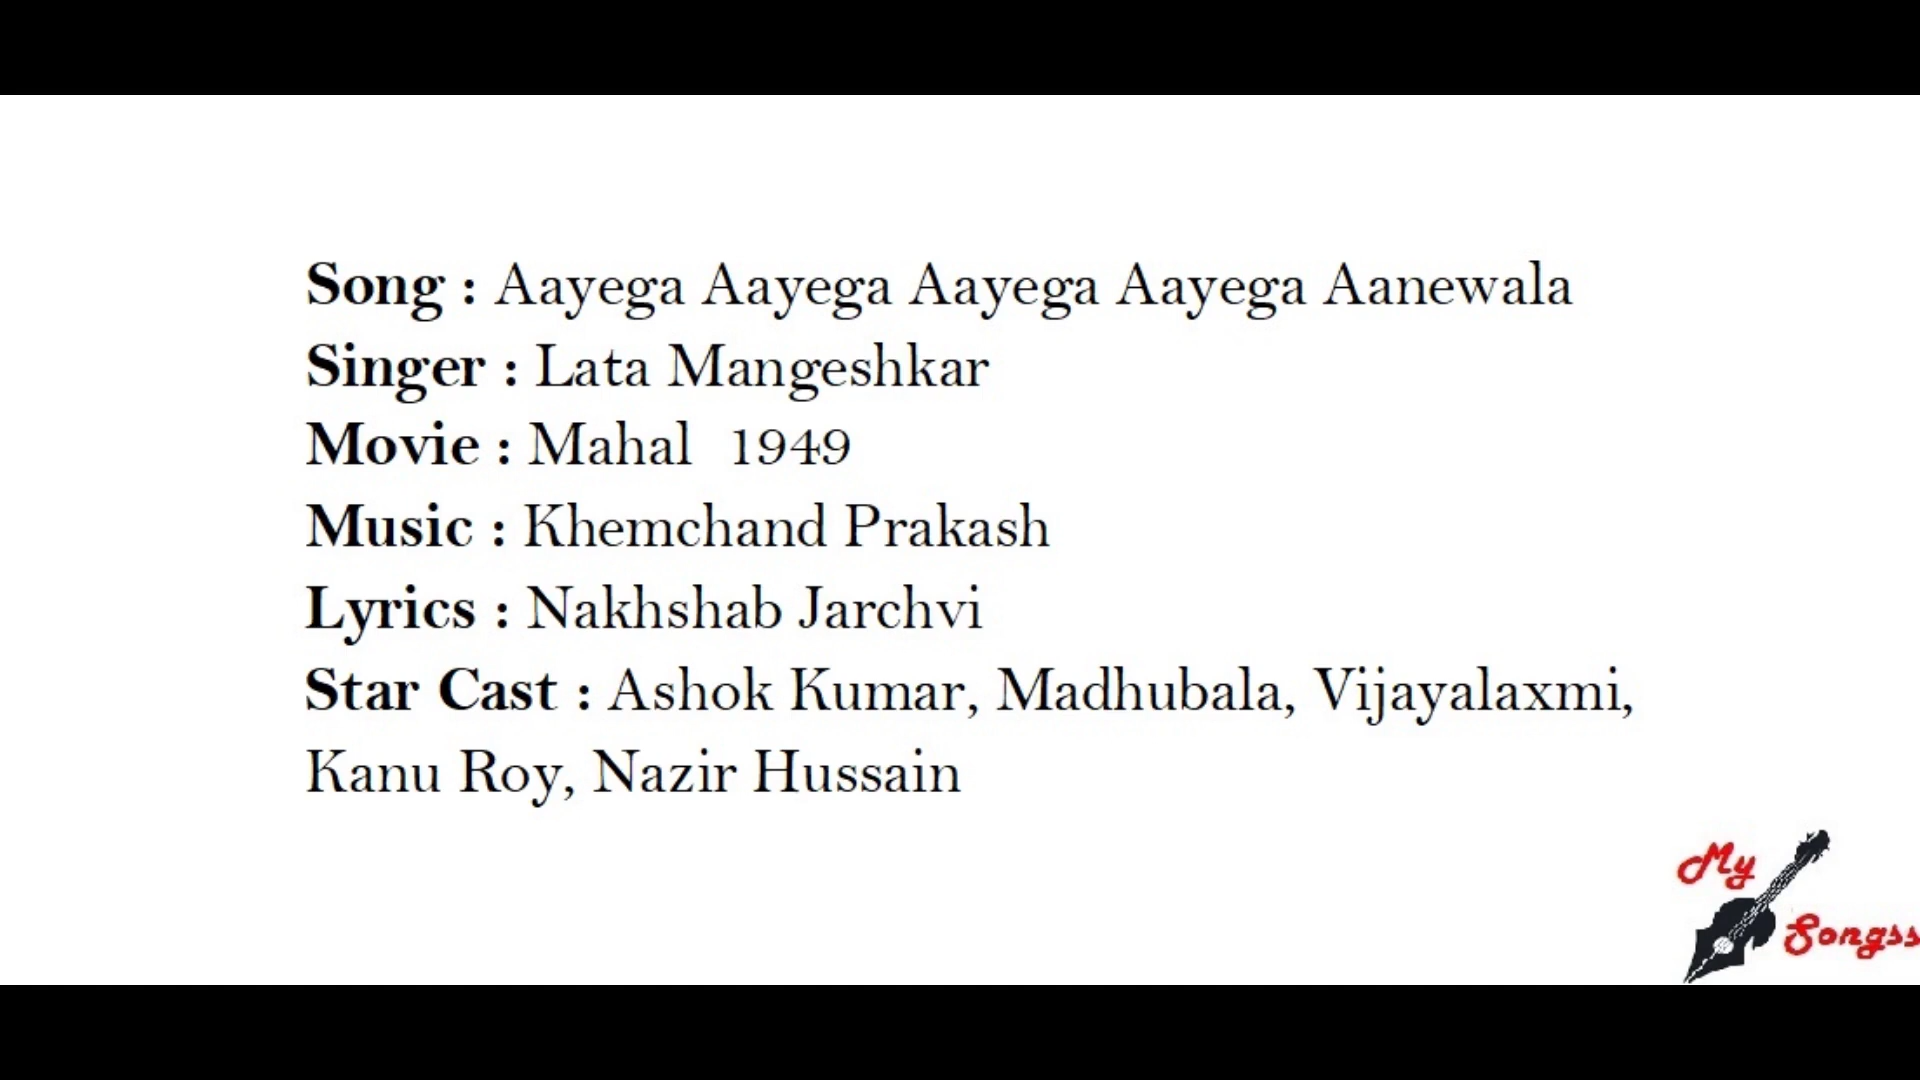 Song : Aayega Aayega Aayega Aayega Aanewala
Singer : Lata Mangeshkar
Movie : Mahal 1949
Music : Khemchand Prakash
Lyrics : Nakhshab Jarchvi
Star Cast : Ashok Kumar, Madhubala, Vijayalaxmi,
Kanu Roy, Nazir Hussain
My
Songss